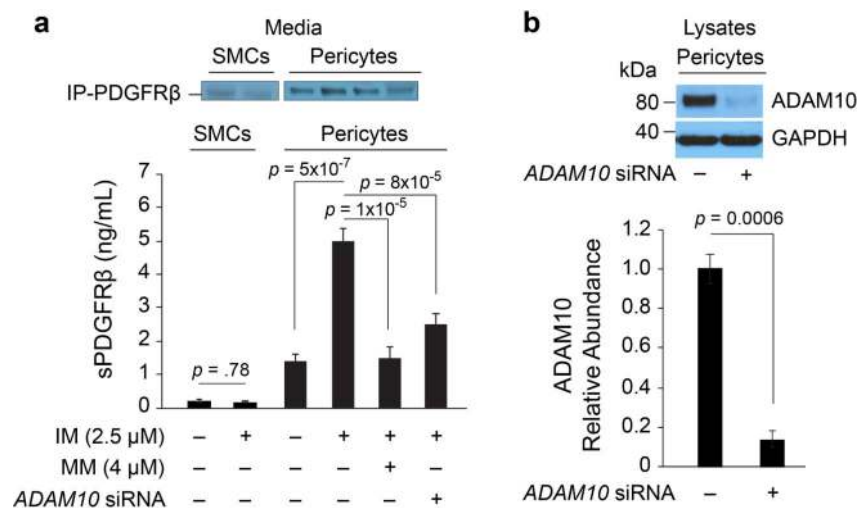 a
Media
SMCs Pericytes
IP-PDGFRβ
SMCs Pericytes
sPDGFRβ (ng/mL)
7
6
5
4
3
2
1
0
p = 5x10-7
p = 8x10-5
p = 1x10-5
p = .78
IM (2.5 µM) – + – + + +
MM (4 µM) – – – – + –
ADAM10 siRNA – – – – – +
b
Lysates
Pericytes
kDa
80 ADAM10
40 GAPDH
ADAM10 siRNA – +
p = 0.0006
ADAM10
Relative Abundance
1.2
1.0
0.8
0.6
0.4
0.2
0
ADAM10 siRNA – +